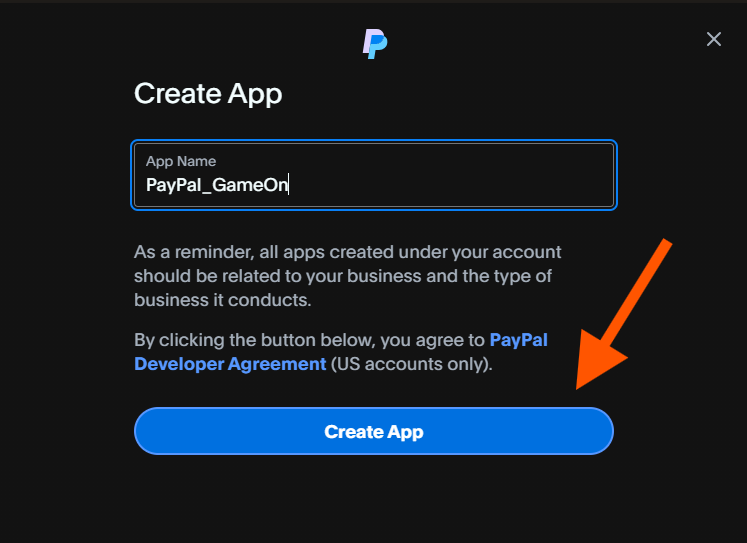 Create App
App Name
PayPal_GameOn
As a reminder, all apps created under your account
should be related to your business and the type of
business it conducts.
By clicking the button below, you agree to PayPal
Developer Agreement (US accounts only).
Create App